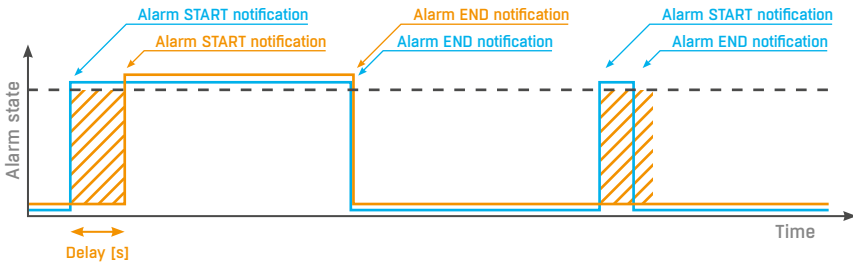 Alarm START notification
Alarm END notification
Alarm START notification
Alarm START notification
Alarm END notification
Alarm END notification
Alarm state
Time
Delay [s]